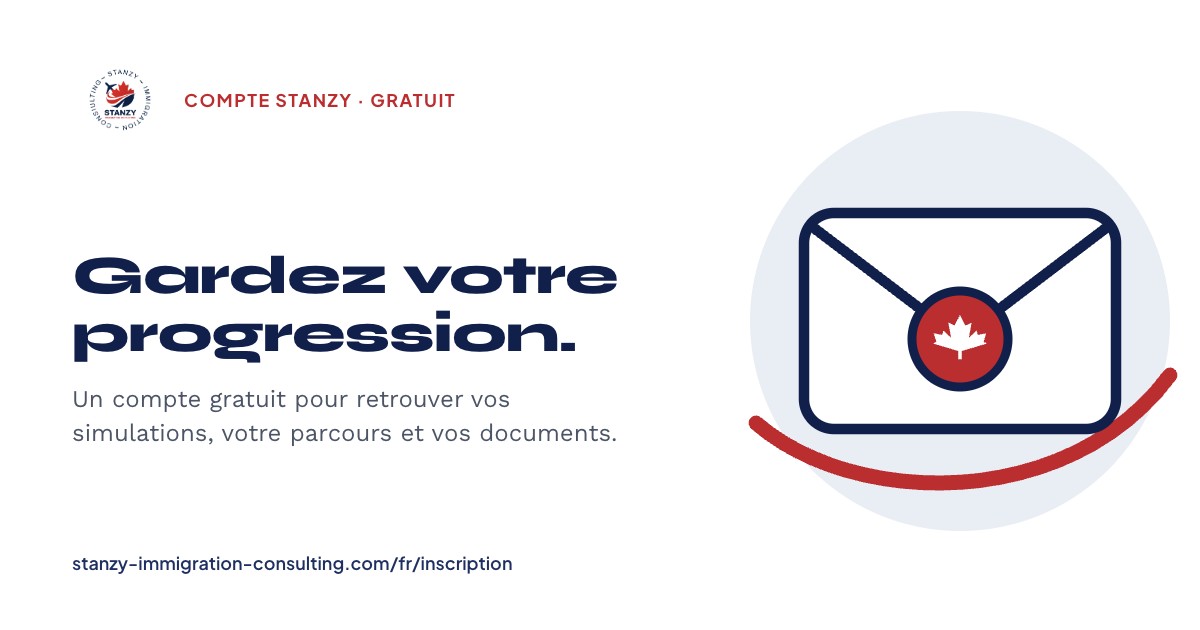 STANZY – IMMIGRATION – CONSULTING –
STANZY
COMPTE STANZY · GRATUIT
Gardez votre
progression.
Un compte gratuit pour retrouver vos
simulations, votre parcours et vos documents.
stanzy-immigration-consulting.com/fr/inscription